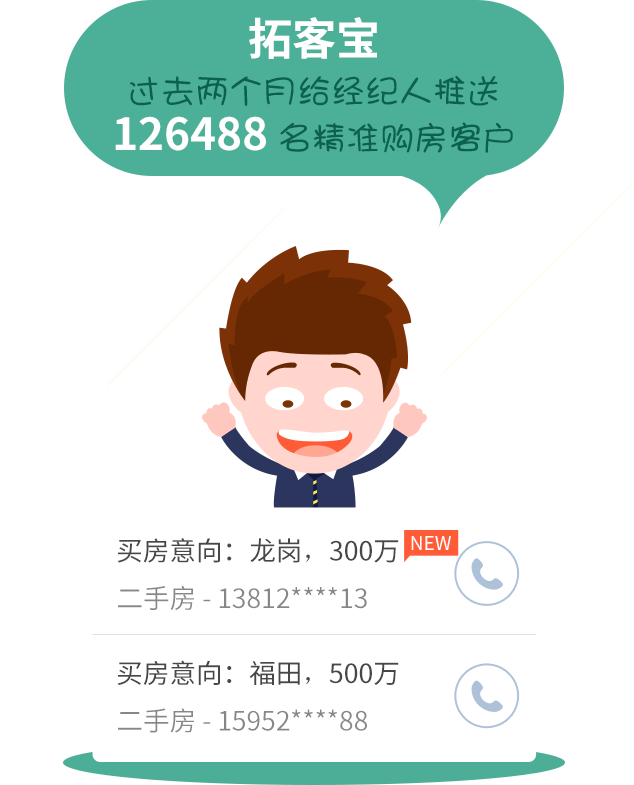 拓客宝
过去两个月给经纪人推送
126488 名精准购房客户
买房意向：龙岗，300万 NEW
二手房 - 13812****13
买房意向：福田，500万
二手房 - 15952****88